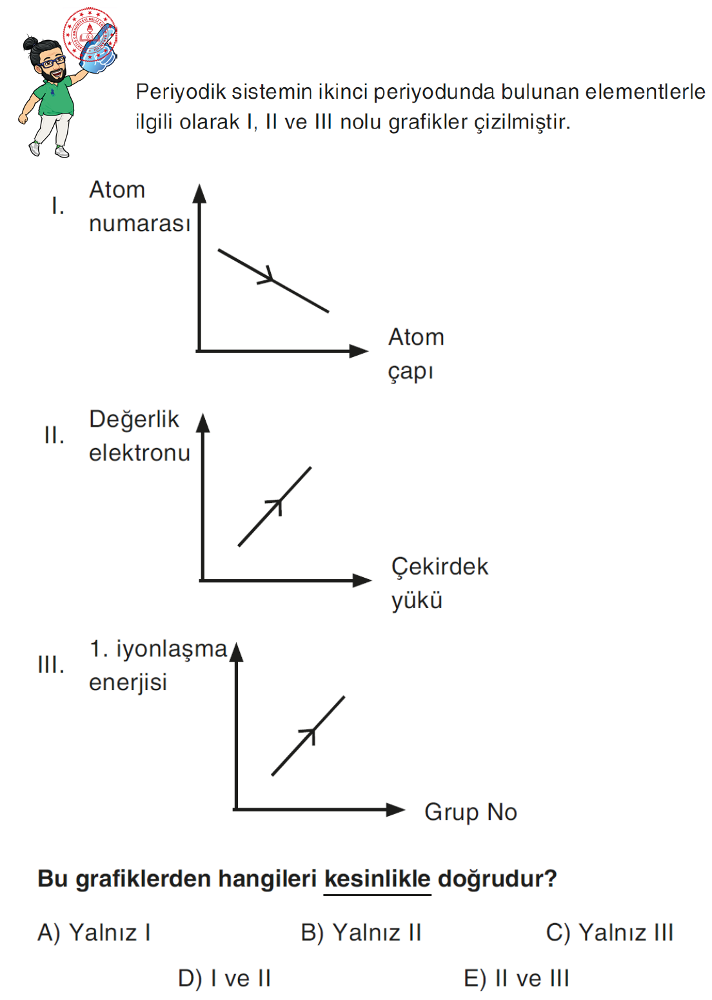 Periyodik sistemin ikinci periyodunda bulunan elementlerle
ilgili olarak I, II ve III nolu grafikler çizilmiştir.
I.
Atom
numarası
Atom
çapı
II.
Değerlik
elektronu
Çekirdek
yükü
III.
1. iyonlaşma
enerjisi
Grup No
Bu grafiklerden hangileri kesinlikle doğrudur?
A) Yalnız I
B) Yalnız II
C) Yalnız III
D) I ve II
E) II ve III